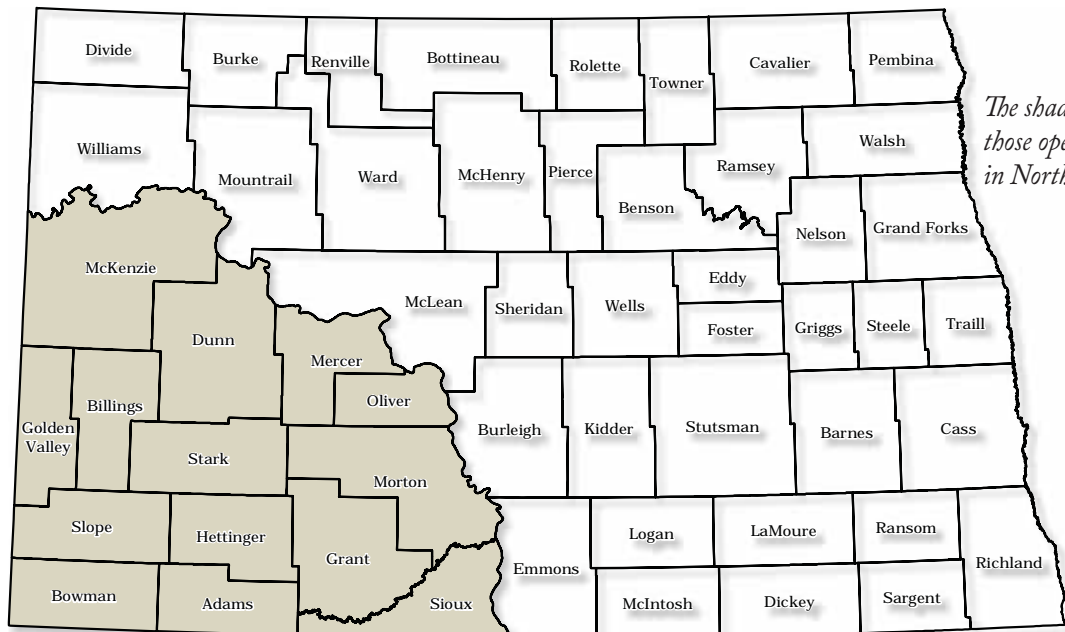 Divide
Burke
Renville
Bottineau
Rolette
Towner
Cavalier
Pembina
The
those
in
Williams
Mountrail
Ward
McHenry
Pierce
Benson
Ramsey
Walsh
Nelson
Grand Forks
McKenzie
Dunn
McLean
Sheridan
Wells
Eddy
Foster
Griggs
Steele
Traill
Mercer
Oliver
Golden
Valley
Billings
Stark
Morton
Burleigh
Kidder
Stutsman
Barnes
Cass
Slope
Hettinger
Grant
Emmons
Logan
LaMoure
Ransom
Richland
Bowman
Adams
Sioux
McIntosh
Dickey
Sargent